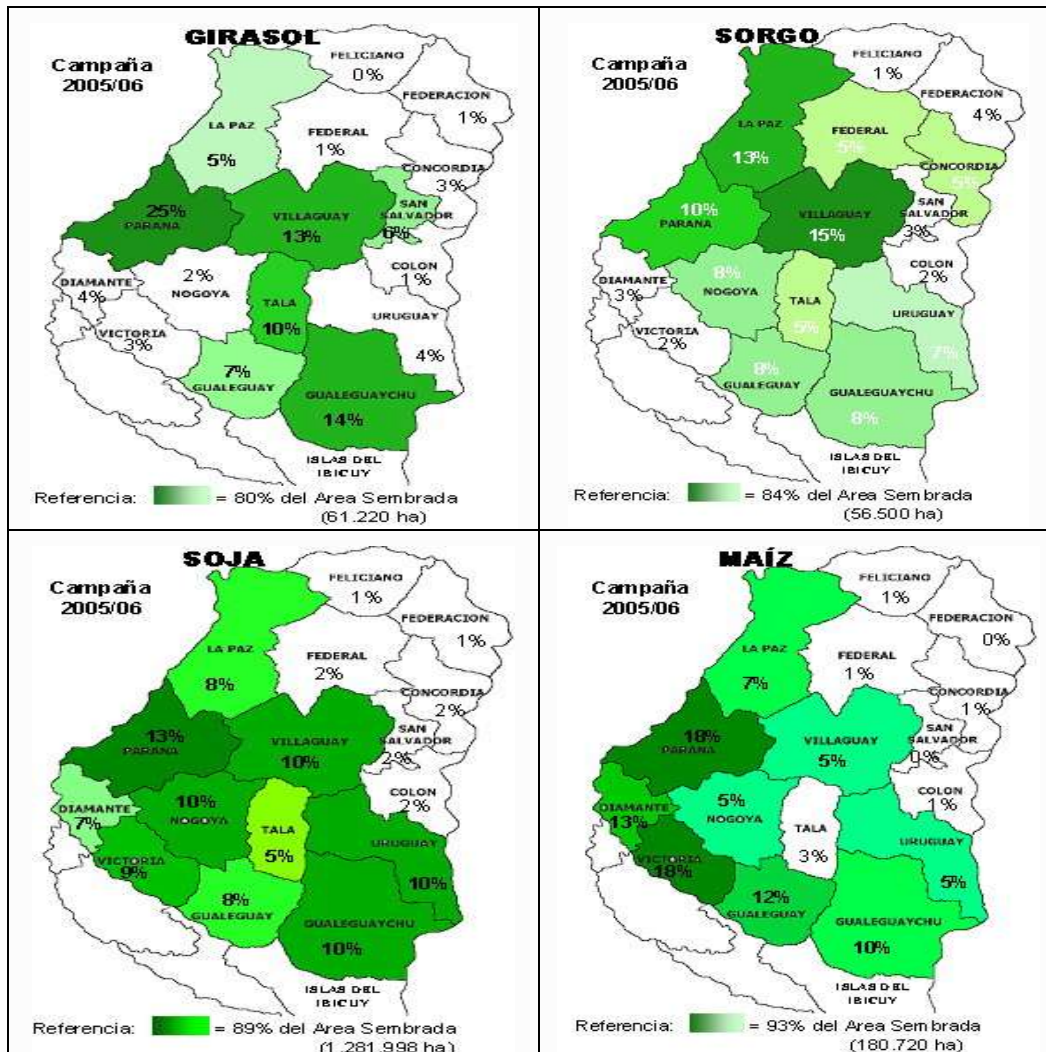 GIRASOL
Campaña
2005/06
FELICIANO
0%
FEDERACION
1%
LA PAZ
5%
FEDERAL
1%
CONCORDIA
3%
25%
PARANA
VILLAGUAY
13%
SAN
SALVADOR
6%
COLON
1%
DIAMANTE
4%
2%
NOGOYA
TALA
10%
URUGUAY
4%
VICTORIA
3%
7%
GUALEGUAY
GUALEGUAYCHU
14%
ISLAS DEL
IBICUY
Referencia: = 80% del Area Sembrada
(61.220 ha)
SORGO
Campaña
2005/06
FELICIANO
1%
FEDERACION
4%
LA PAZ
13%
FEDERAL
5%
CONCORDIA
5%
10%
PARANA
VILLAGUAY
15%
SAN
SALVADOR
3%
COLON
2%
DIAMANTE
3%
8%
NOGOYA
TALA
5%
URUGUAY
7%
VICTORIA
2%
8%
GUALEGUAY
GUALEGUAYCHU
8%
ISLAS DEL
IBICUY
Referencia: = 84% del Area Sembrada
(56.500 ha)
SOJA
Campaña
2005/06
FELICIANO
1%
FEDERACION
1%
LA PAZ
8%
FEDERAL
2%
CONCORDIA
2%
13%
PARANA
VILLAGUAY
10%
SAN
SALVADOR
2%
COLON
2%
DIAMANTE
7%
10%
NOGOYA
TALA
5%
URUGUAY
10%
VICTORIA
9%
8%
GUALEGUAY
GUALEGUAYCHU
10%
ISLAS DEL
IBICUY
Referencia: = 89% del Area Sembrada
(1.281.998 ha)
MAÍZ
Campaña
2005/06
FELICIANO
1%
FEDERACION
0%
LA PAZ
7%
FEDERAL
1%
CONCORDIA
1%
18%
PARANA
VILLAGUAY
5%
SAN
SALVADOR
0%
COLON
1%
DIAMANTE
13%
5%
NOGOYA
TALA
3%
URUGUAY
5%
VICTORIA
18%
12%
GUALEGUAY
GUALEGUAYCHU
10%
ISLAS DEL
IBICUY
Referencia: = 93% del Area Sembrada
(180.720 ha)